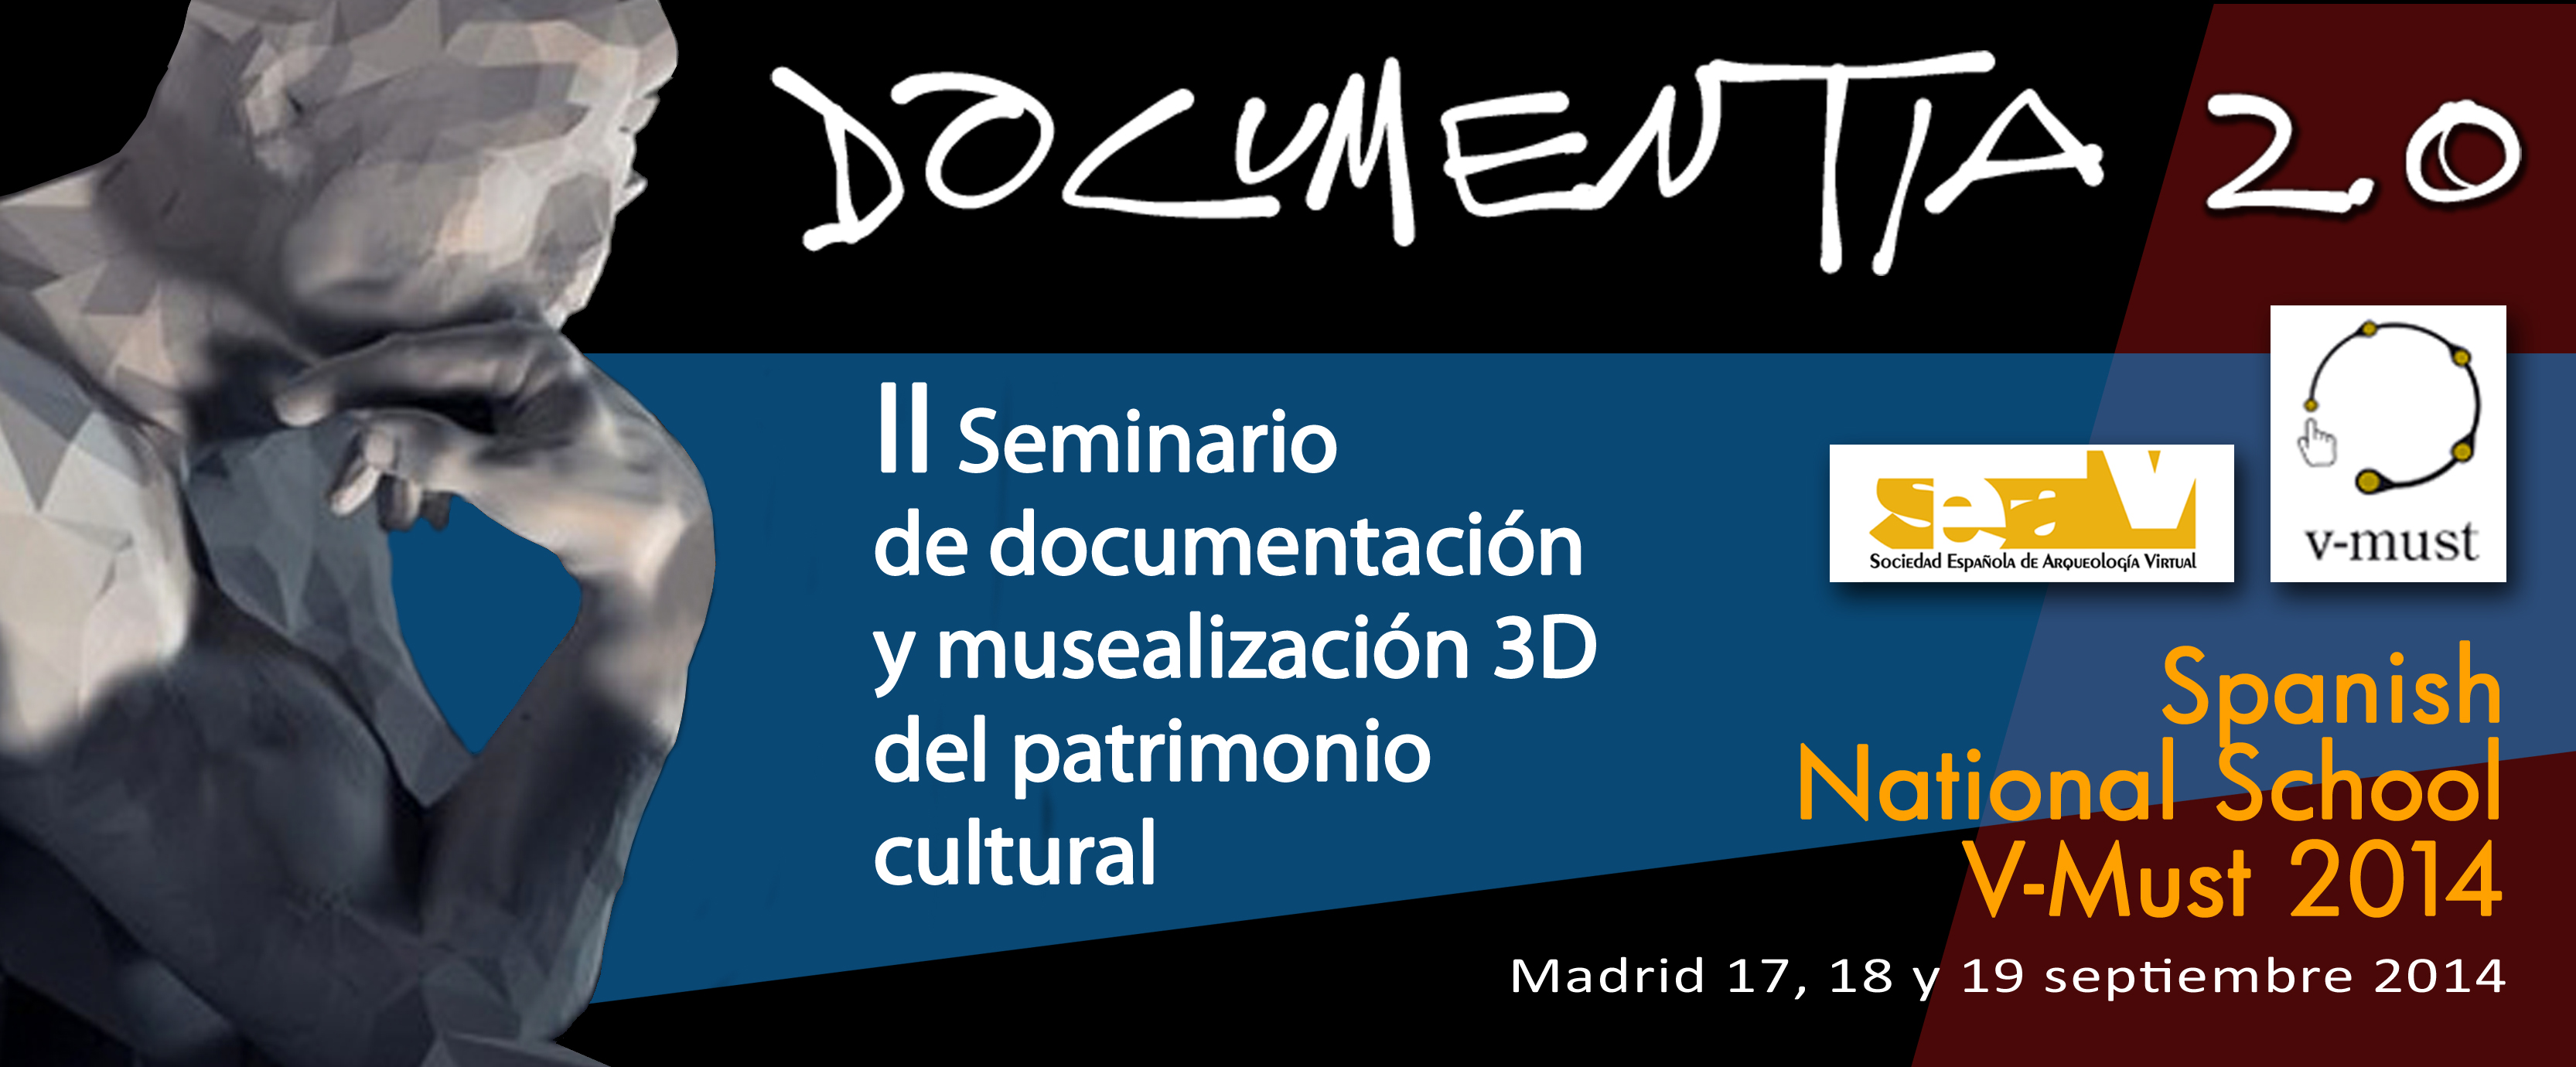 DOCUMENTIA 2.0
II Seminario
de documentación
y musealización 3D
del patrimonio
cultural
seaV
Sociedad Española de Arqueología Virtual
v-must
Spanish
National School
V-Must 2014
Madrid 17, 18 y 19 septiembre 2014